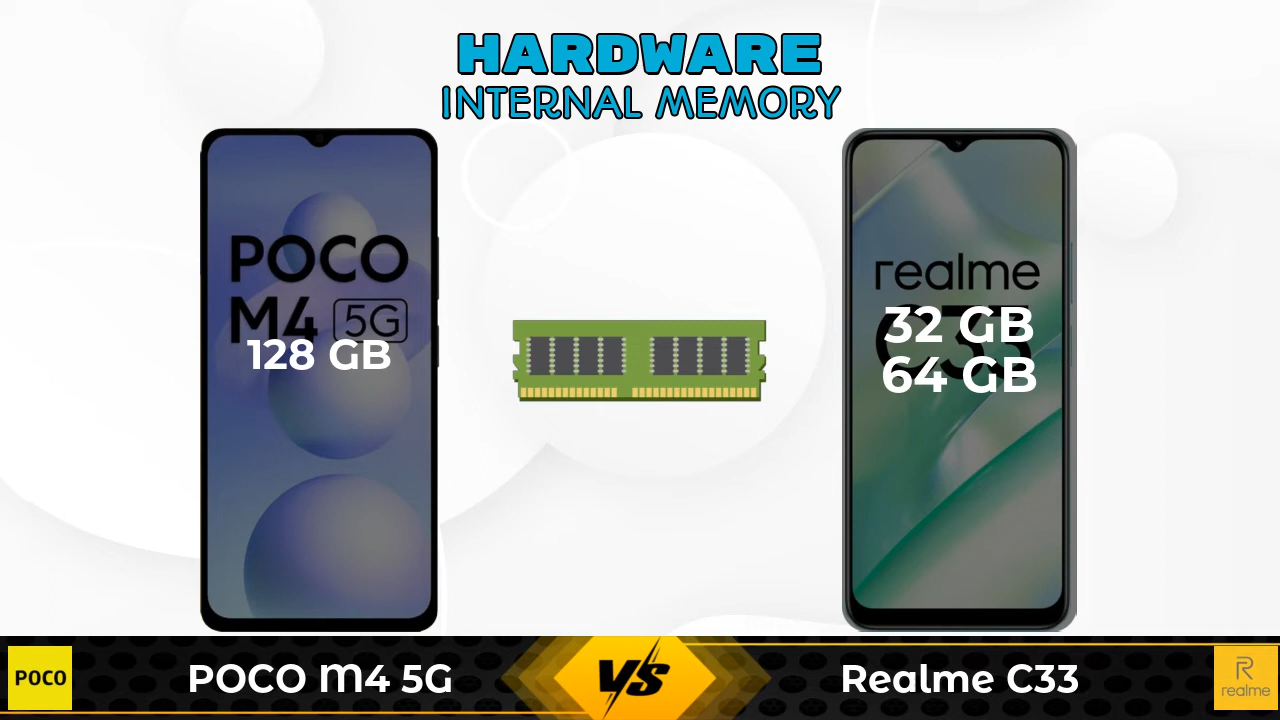 HARDWARE
INTERNAL MEMORY
POCO
M4 5G
128 GB
realme
C33
32 GB
64 GB
POCO
POCO M4 5G
VS
Realme C33
R
realme